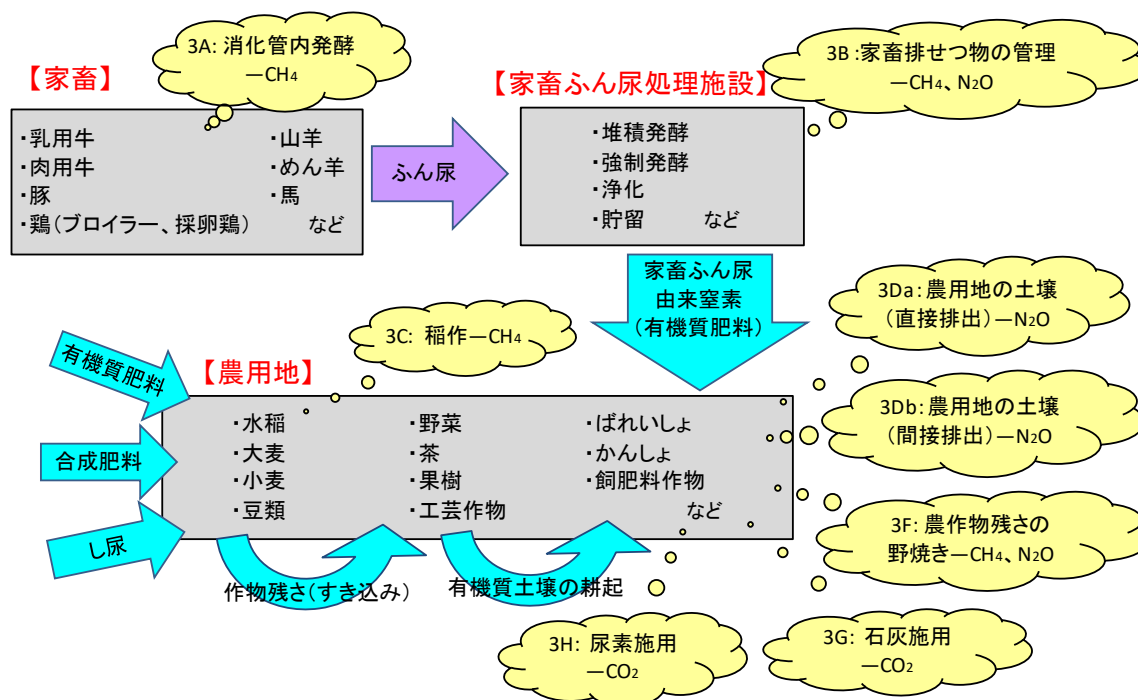 3A: 消化管内発酵
―CH4
3B :家畜排せつ物の管理
―CH4、N2O
【家畜】
【家畜ふん尿処理施設】
・乳用牛
・肉用牛
・豚
・鶏(ブロイラー、採卵鶏)
・山羊
・めん羊
・馬
など
ふん尿
・堆積発酵
・強制発酵
・浄化
・貯留 など
家畜ふん尿
由来窒素
(有機質肥料)
3Da: 農用地の土壌
(直接排出)―N2O
3C: 稲作―CH4
有機質肥料
【農用地】
3Db: 農用地の土壌
(間接排出)―N2O
合成肥料
・水稲
・大麦
・小麦
・豆類
・野菜
・茶
・果樹
・工芸作物
・ばれいしょ
・かんしょ
・飼肥料作物
など
し尿
3F: 農作物残さの
野焼き―CH4、N2O
作物残さ(すき込み)
有機質土壌の耕起
3H: 尿素施用
―CO2
3G: 石灰施用
―CO2